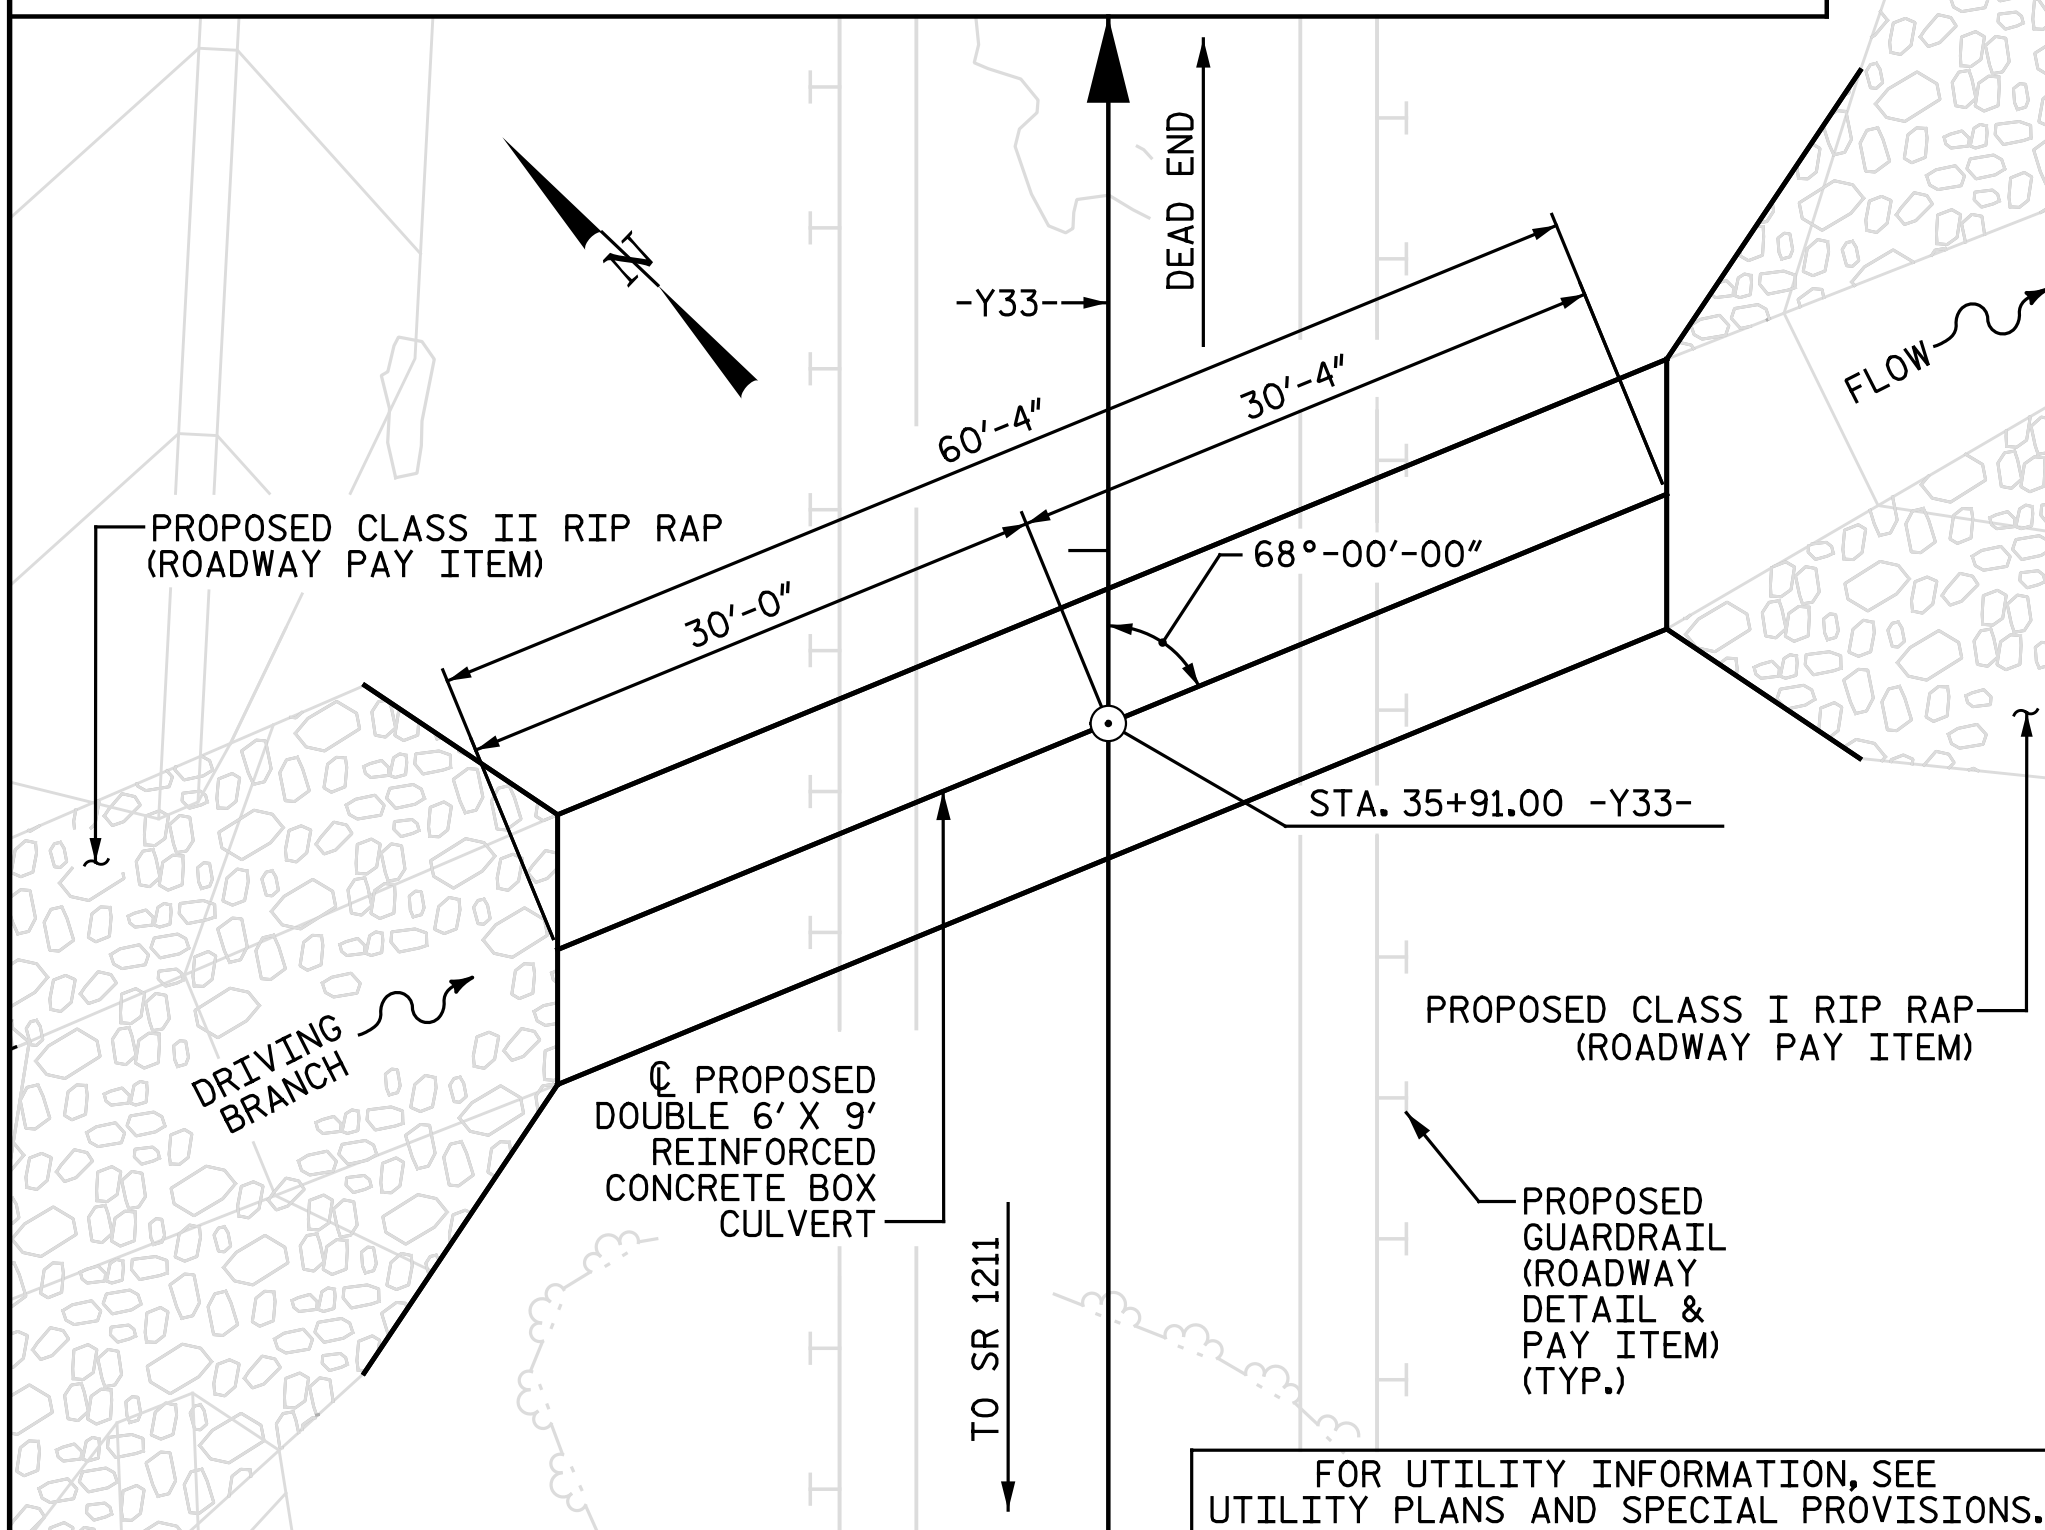 DEAD END
N
-Y33-
60'-4"
30'-4"
FLOW
PROPOSED CLASS II RIP RAP
(ROADWAY PAY ITEM)
30'-0"
68°-00'-00"
STA. 35+91.00 -Y33-
DRIVING
BRANCH
℄ PROPOSED
DOUBLE 6' X 9'
REINFORCED
CONCRETE BOX
CULVERT
PROPOSED CLASS I RIP RAP
(ROADWAY PAY ITEM)
PROPOSED
GUARDRAIL
(ROADWAY
DETAIL &
PAY ITEM)
(TYP.)
TO SR 1211
FOR UTILITY INFORMATION, SEE
UTILITY PLANS AND SPECIAL PROVISIONS.